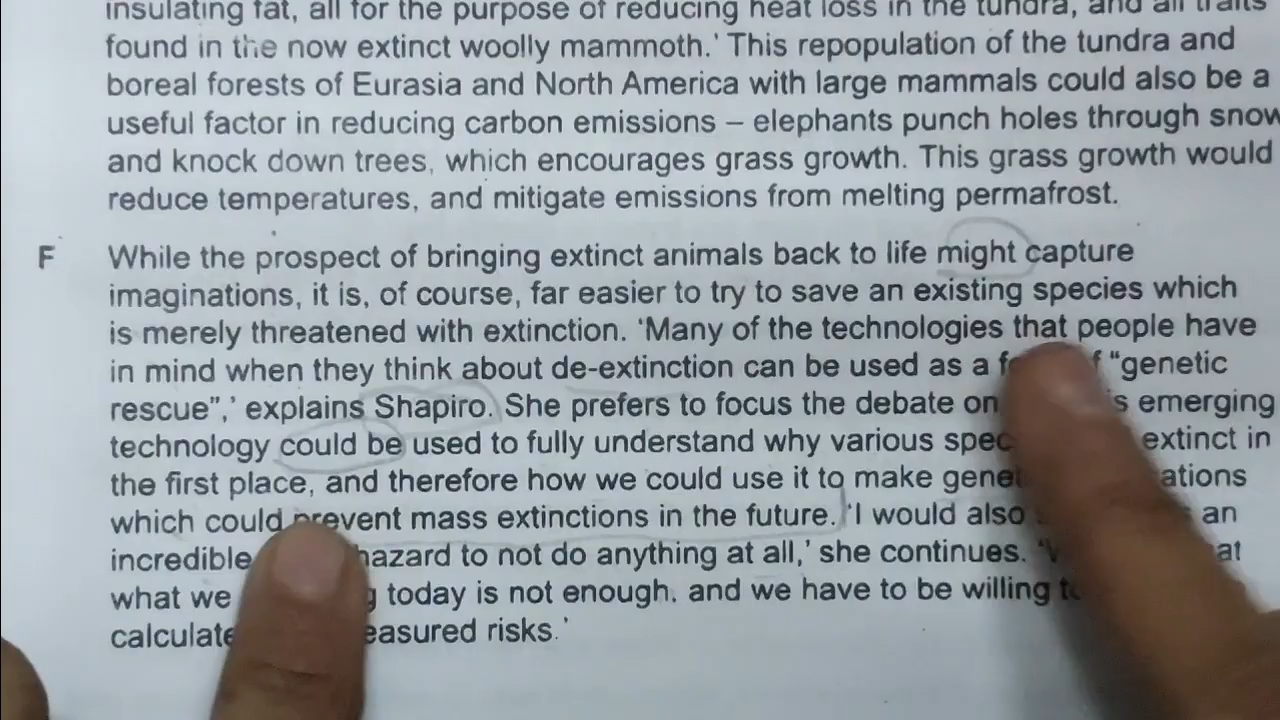 insulating fat, all for the purpose of reducing heat loss in the tundra, and all traits
found in the now extinct woolly mammoth.' This repopulation of the tundra and
boreal forests of Eurasia and North America with large mammals could also be a
useful factor in reducing carbon emissions – elephants punch holes through snow
and knock down trees, which encourages grass growth. This grass growth would
reduce temperatures, and mitigate emissions from melting permafrost.
F While the prospect of bringing extinct animals back to life might capture
imaginations, it is, of course, far easier to try to save an existing species which
is merely threatened with extinction. 'Many of the technologies that people have
in mind when they think about de-extinction can be used as a "genetic
rescue",' explains Shapiro. She prefers to focus the debate on emerging
technology could be used to fully understand why various extinct in
the first place, and therefore how we could use it to make
which could prevent mass extinctions in the future. 'I would also an
incredible hazard to not do anything at all,' she continues.
what we today is not enough, and we have to be willing
risks.'